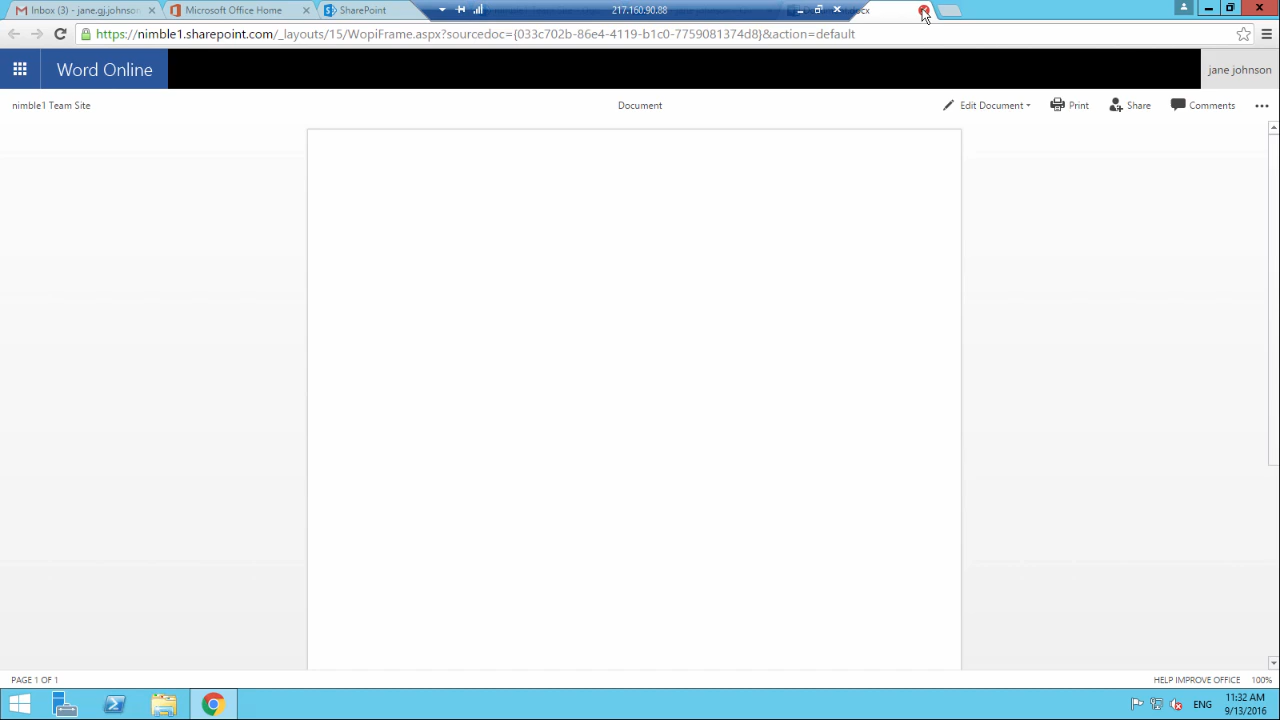 Inbox (3) - jane.gj.johnson
Microsoft Office Home
SharePoint
217.160.90.88
https://nimble1.sharepoint.com/_layouts/15/WopiFrame.aspx?sourcedoc={033c702b-86e4-4119-b1c0-7759081374d8}&action=default
Word Online
jane johnson
nimble1 Team Site
Document
Edit Document
Print
Share
Comments
PAGE 1 OF 1
HELP IMPROVE OFFICE
100%
ENG
11:32 AM
9/13/2016